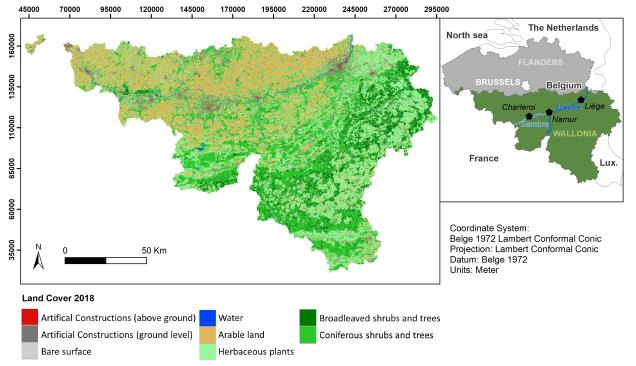 45000 70000 95000 120000 145000 170000 195000 220000 245000 270000 295000
160000
135000
110000
85000
60000
35000
N
0 50 Km
North sea
The Netherlands
FLANDERS
BRUSSELS
Belgium
Charleroi
Meuse
Liège
Sambre
Namur
WALLONIA
France
Lux.
Coordinate System:
Belge 1972 Lambert Conformal Conic
Projection: Lambert Conformal Conic
Datum: Belge 1972
Units: Meter
Land Cover 2018
Artifical Constructions (above ground)
Artificial Constructions (ground level)
Bare surface
Water
Arable land
Herbaceous plants
Broadleaved shrubs and trees
Coniferous shrubs and trees